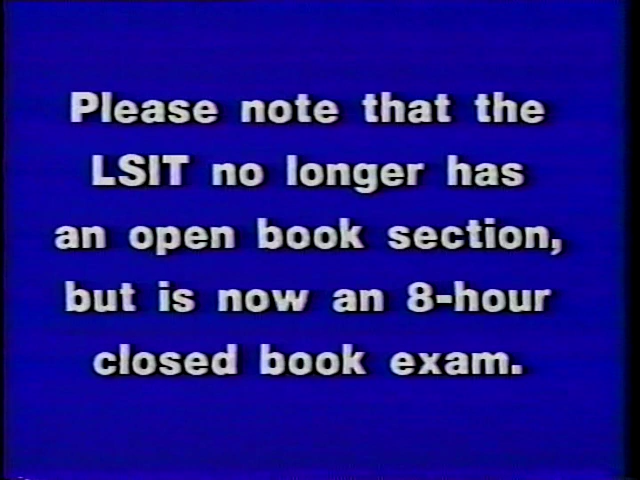 Please note that the
LSIT no longer has
an open book section,
but is now an 8-hour
closed book exam.